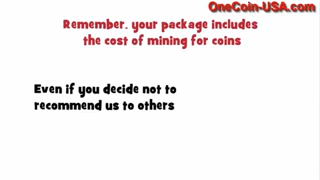 OneCoin-USA.com
Remember, your package includes
the cost of mining for coins
Even if you decide not to
recommend us to others